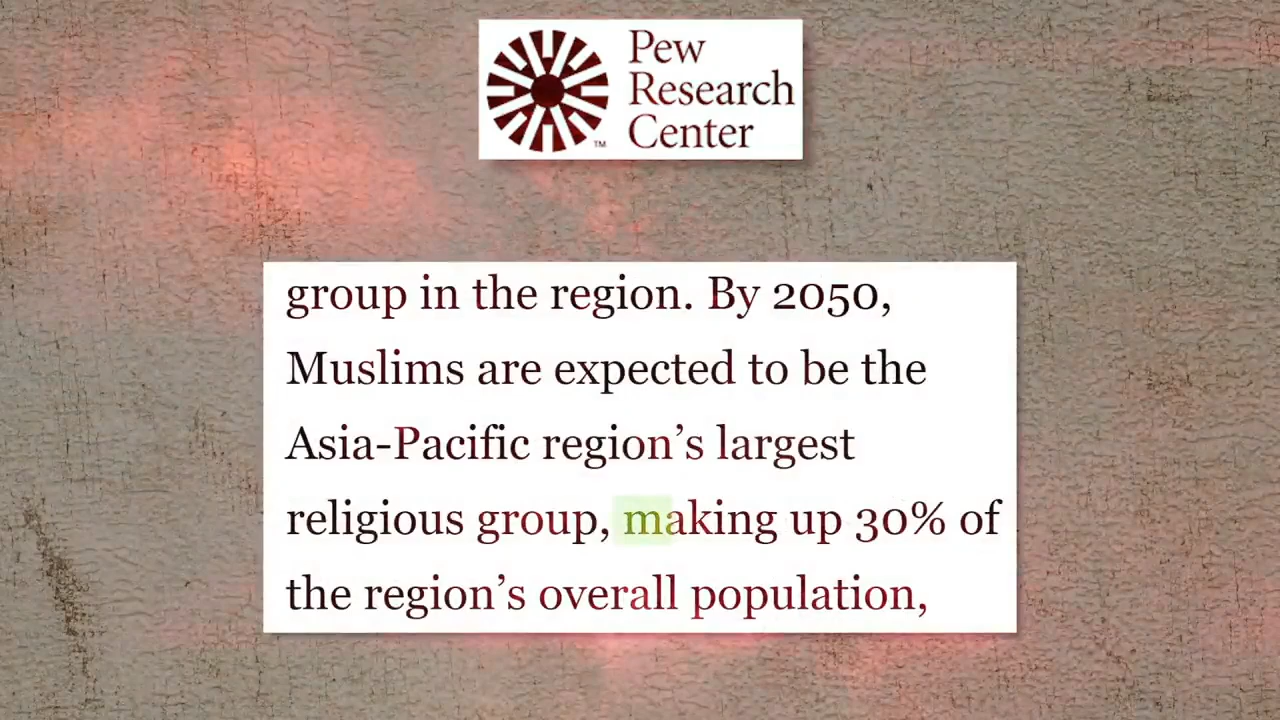 Pew
Research
Center
TM
group in the region. By 2050,
Muslims are expected to be the
Asia-Pacific region’s largest
religious group, making up 30% of
the region’s overall population,